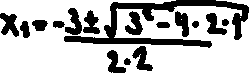 x₁ = -3 ± √(3² - 4 · 2 · 1) / 2 · 2